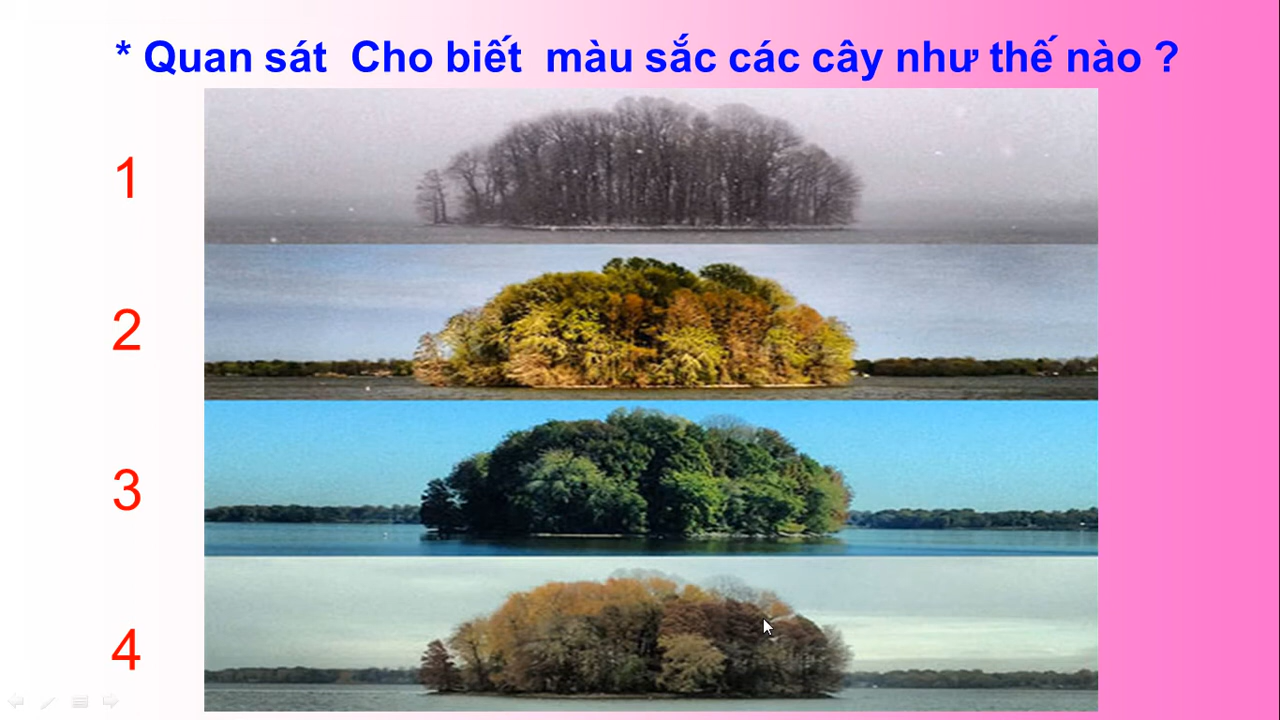 * Quan sát Cho biết màu sắc các cây như thế nào ?
1
2
3
4